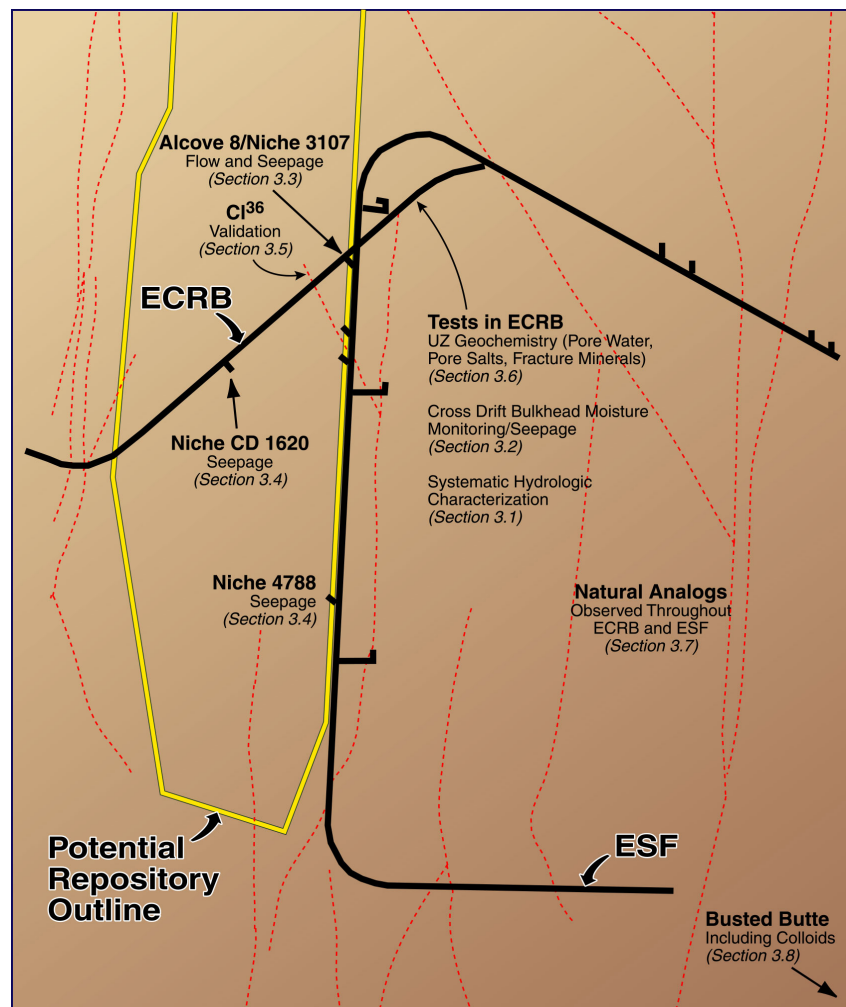 Alcove 8/Niche 3107
Flow and Seepage
(Section 3.3)
Cl36
Validation
(Section 3.5)
ECRB
Tests in ECRB
UZ Geochemistry (Pore Water,
Pore Salts, Fracture Minerals)
(Section 3.6)
Cross Drift Bulkhead Moisture
Monitoring/Seepage
(Section 3.2)
Systematic Hydrologic
Characterization
(Section 3.1)
Niche CD 1620
Seepage
(Section 3.4)
Niche 4788
Seepage
(Section 3.4)
Natural Analogs
Observed Throughout
ECRB and ESF
(Section 3.7)
Potential
Repository
Outline
ESF
Busted Butte
Including Colloids
(Section 3.8)